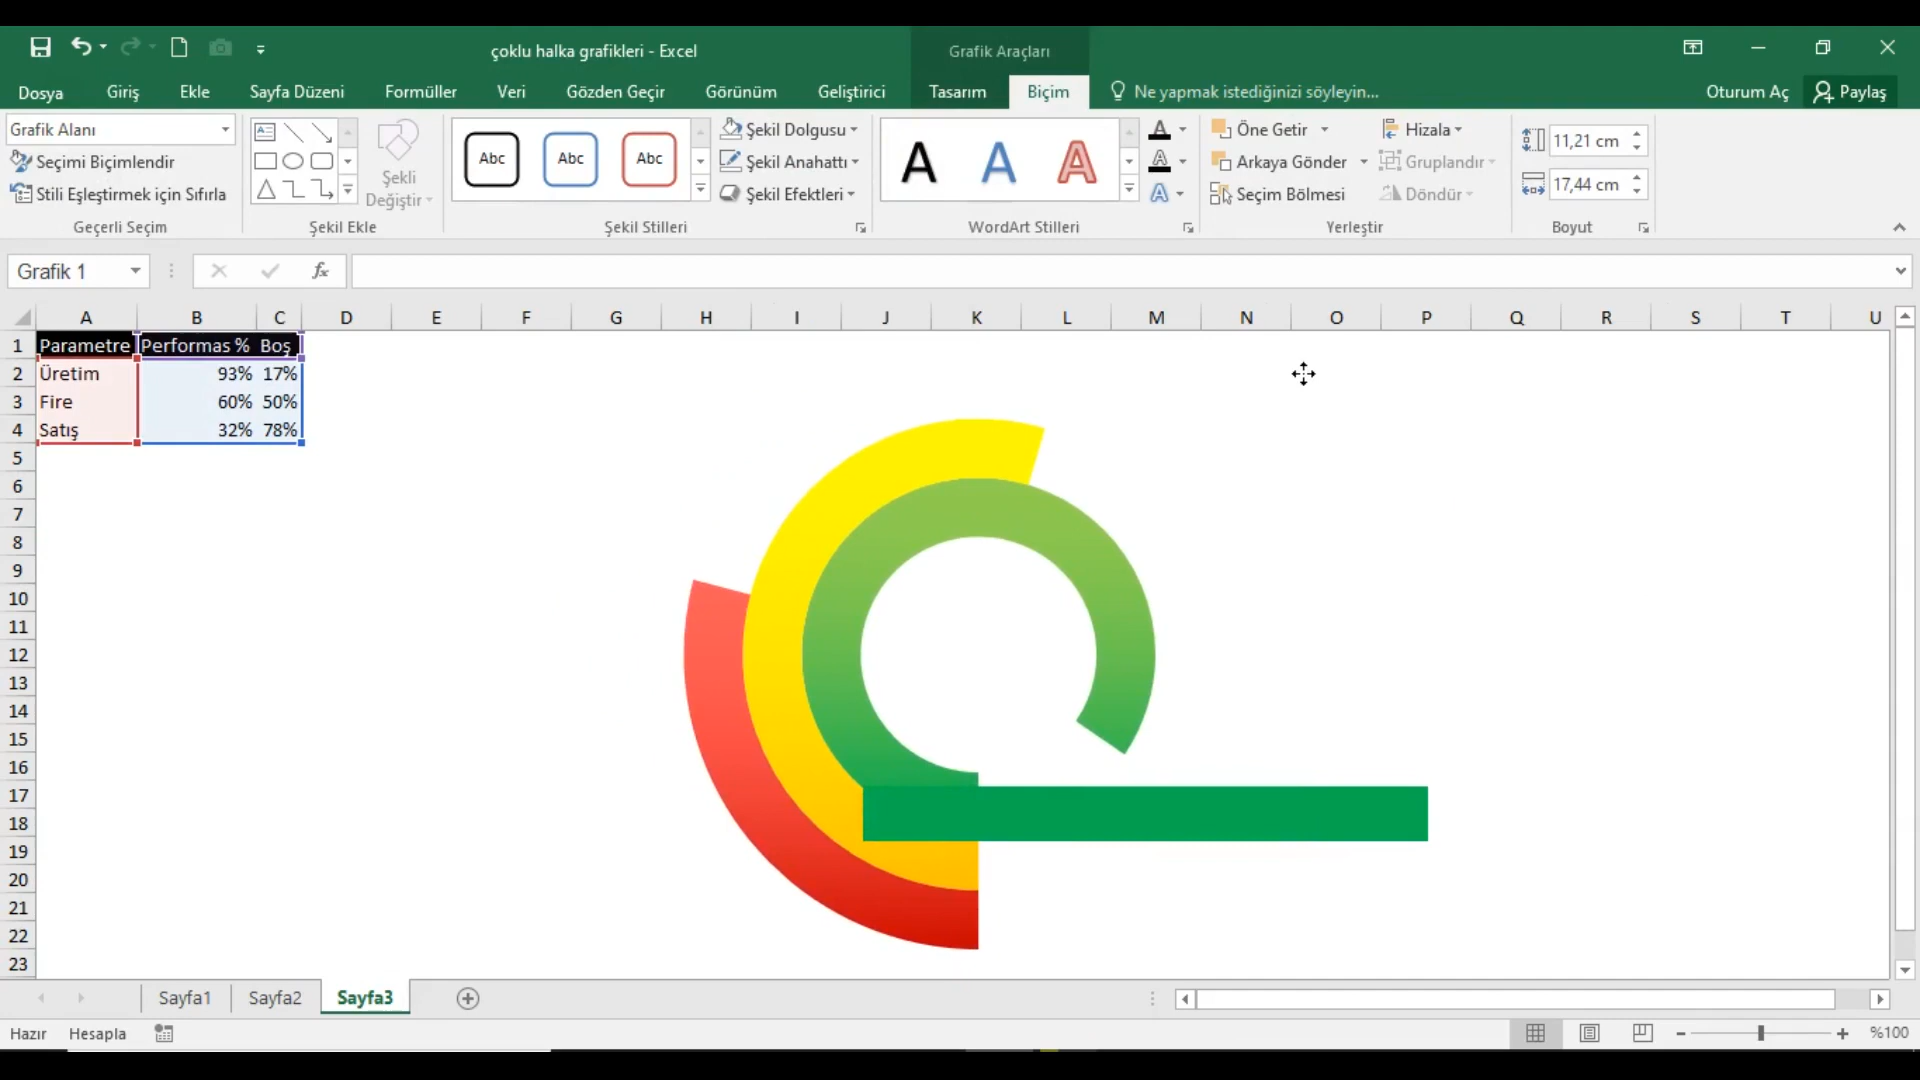 çoklu halka grafikleri - Excel
Grafik Araçları
Dosya Giriş Ekle Sayfa Düzeni Formüller Veri Gözden Geçir Görünüm Geliştirici Tasarım Biçim Ne yapmak istediğinizi söyleyin... Oturum Aç Paylaş
Grafik Alanı
Seçimi Biçimlendir
Stili Eşleştirmek için Sıfırla
Geçerli Seçim
Şekli
Değiştir
Şekil Ekle
Abc Abc Abc
Şekil Dolgusu
Şekil Anahattı
Şekil Efektleri
Şekil Stilleri
A A A
WordArt Stilleri
Öne Getir
Arkaya Gönder
Seçim Bölmesi
Hizala
Gruplandır
Döndür
Yerleştir
11,21 cm
17,44 cm
Boyut
Grafik 1 fx
A B C D E F G H I J K L M N O P Q R S T U
1 Parametre Performas % Boş
2 Üretim 93% 17%
3 Fire 60% 50%
4 Satış 32% 78%
5
6
7
8
9
10
11
12
13
14
15
16
17
18
19
20
21
22
23
Sayfa1 Sayfa2 Sayfa3
Hazır Hesapla %100